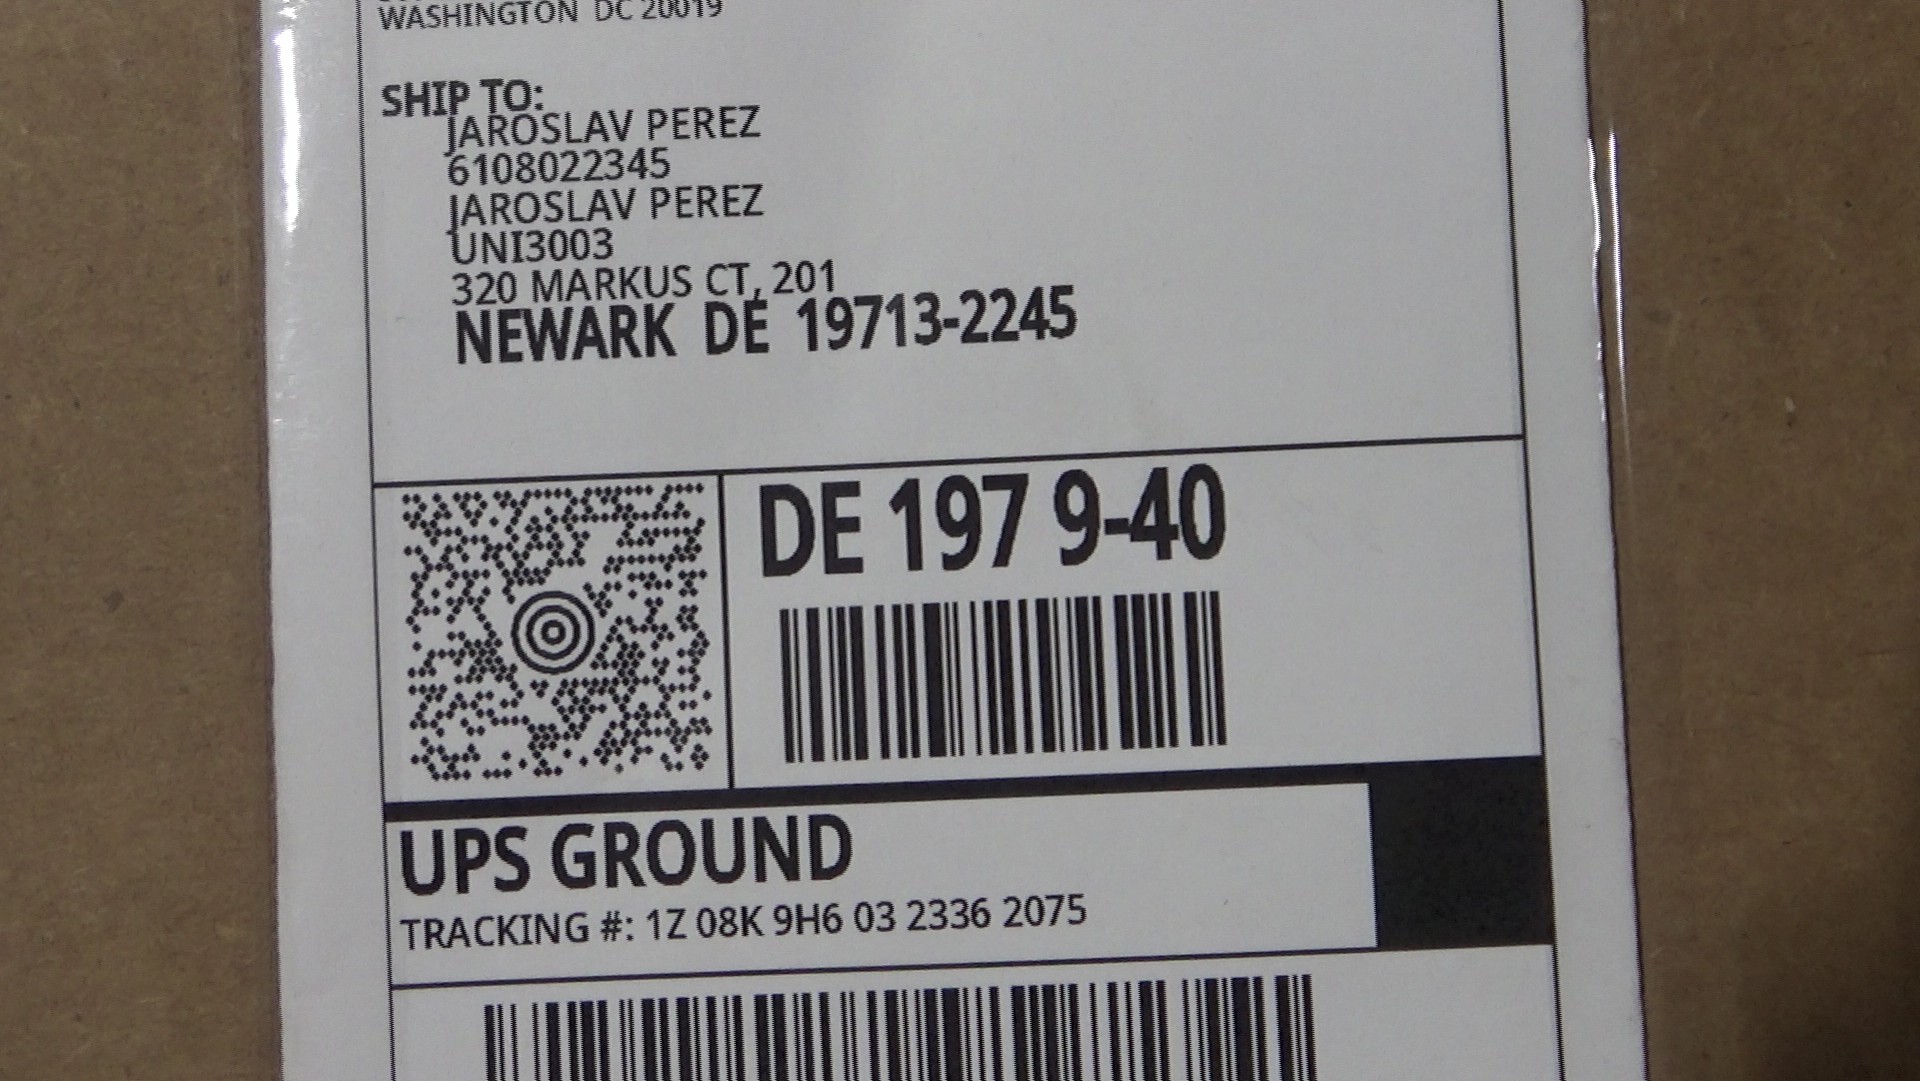 WASHINGTON DC 20019
SHIP TO:
JAROSLAV PEREZ
6108022345
JAROSLAV PEREZ
UNI3003
320 MARKUS CT, 201
NEWARK DE 19713-2245
DE 197 9-40
UPS GROUND
TRACKING #: 1Z 08K 9H6 03 2336 2075